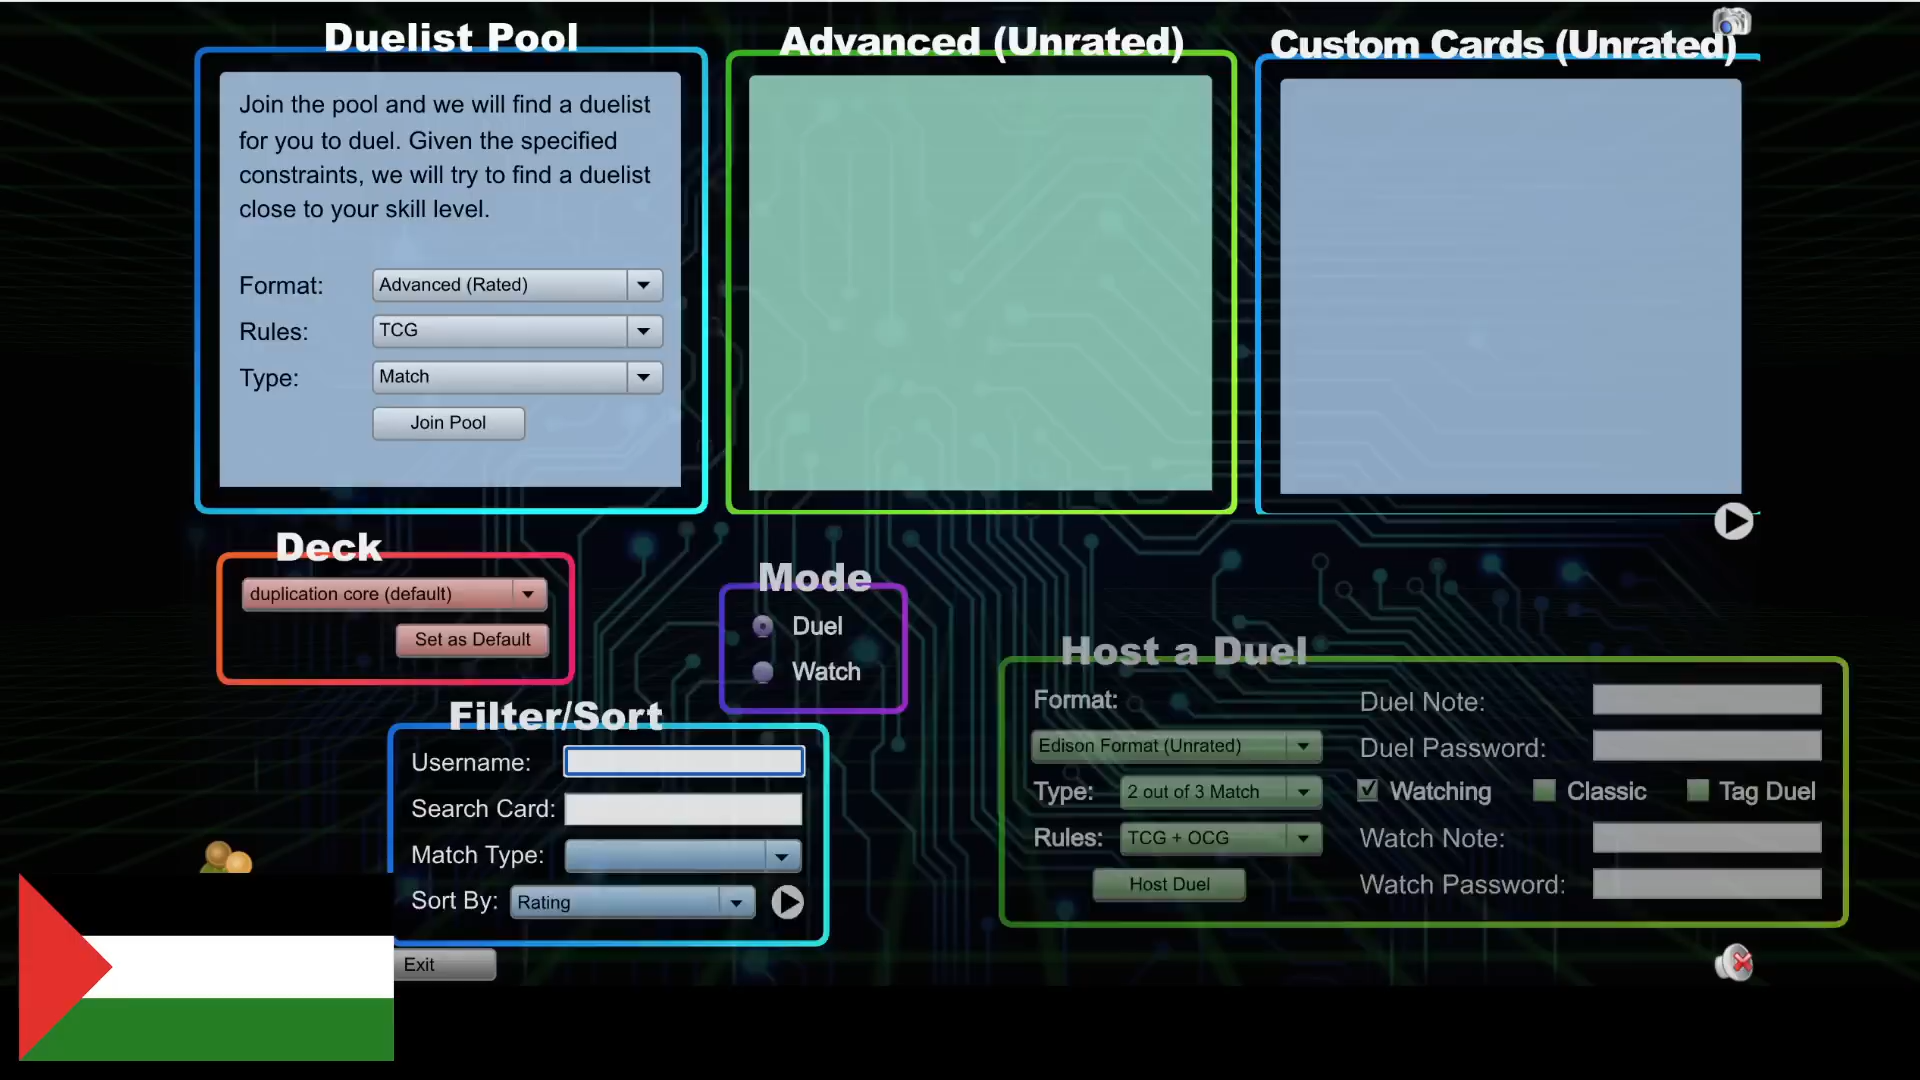 Duelist Pool
Join the pool and we will find a duelist
for you to duel. Given the specified
constraints, we will try to find a duelist
close to your skill level.
Format: Advanced (Rated)
Rules: TCG
Type: Match
Join Pool
Advanced (Unrated)
Custom Cards (Unrated)
Deck
duplication core (default)
Set as Default
Mode
Duel
Watch
Filter/Sort
Username:
Search Card:
Match Type:
Sort By: Rating
Exit
Host a Duel
Format:
Edison Format (Unrated)
Type: 2 out of 3 Match
Rules: TCG + OCG
Host Duel
Duel Note:
Duel Password:
Watching Classic Tag Duel
Watch Note:
Watch Password: